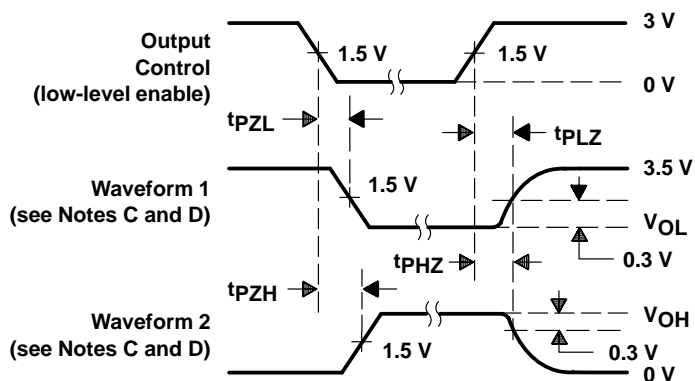 Output
Control
(low-level enable)
1.5 V
1.5 V
3 V
0 V
tPZL
tPLZ
Waveform 1
(see Notes C and D)
1.5 V
3.5 V
VOL
0.3 V
tPHZ
tPZH
Waveform 2
(see Notes C and D)
1.5 V
VOH
0.3 V
0 V